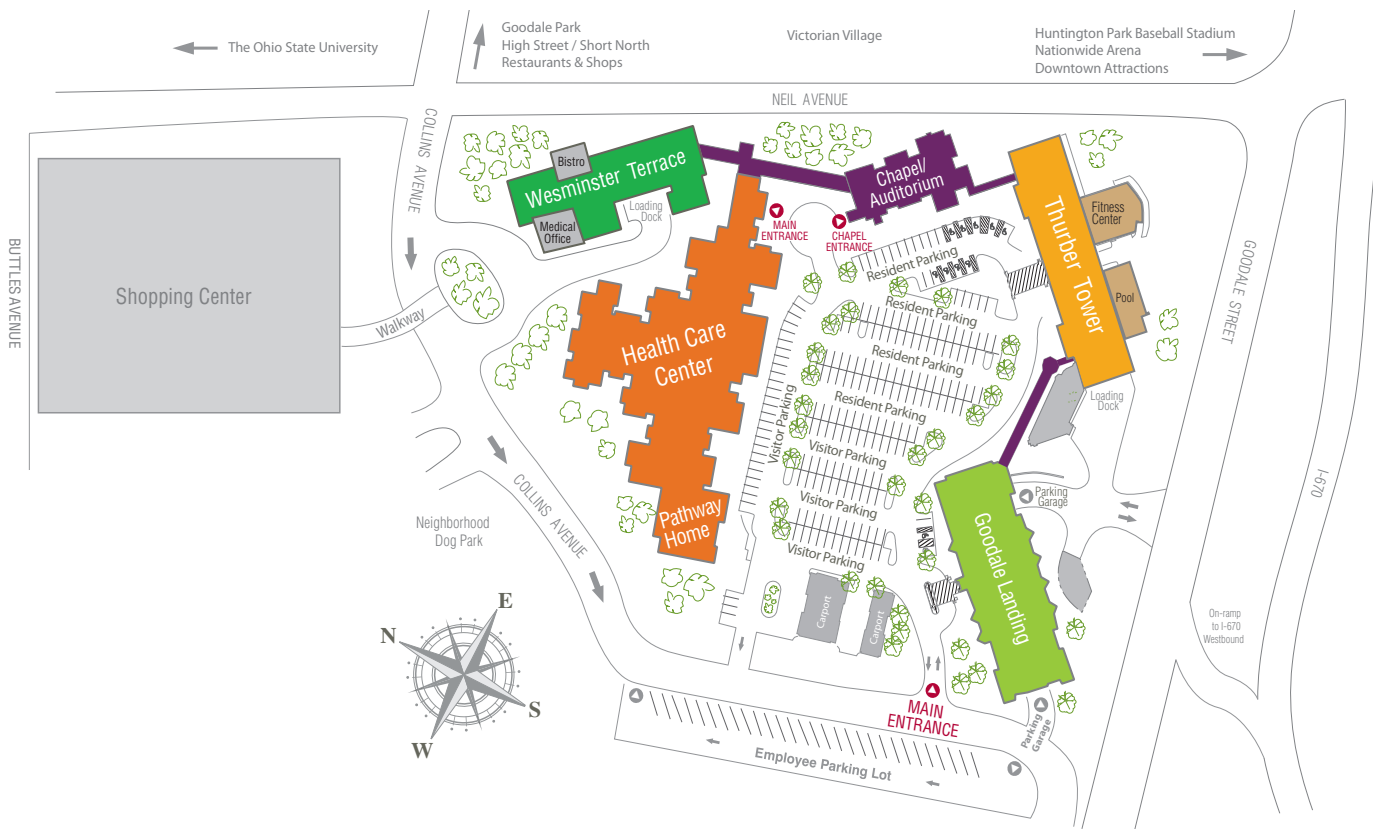 The Ohio State University
Goodale Park
High Street / Short North
Restaurants & Shops
Victorian Village
Huntington Park Baseball Stadium
Nationwide Arena
Downtown Attractions
NEIL AVENUE
COLLINS AVENUE
BUTTLES AVENUE
Shopping Center
Walkway
Bistro
Wesminster Terrace
Medical
Office
Loading
Dock
Chapel/
Auditorium
MAIN
ENTRANCE
CHAPEL
ENTRANCE
Thurber Tower
Fitness
Center
Pool
GOODALE STREET
I-670
Resident Parking
Resident Parking
Resident Parking
Resident Parking
Health Care
Center
Visitor Parking
Visitor Parking
Visitor Parking
Visitor Parking
Loading
Dock
Pathway
Home
Parking
Garage
Goodale Landing
Neighborhood
Dog Park
COLLINS AVENUE
Carport
Carport
On-ramp
to I-670
Westbound
N
E
S
W
MAIN
ENTRANCE
Parking
Garage
Employee Parking Lot